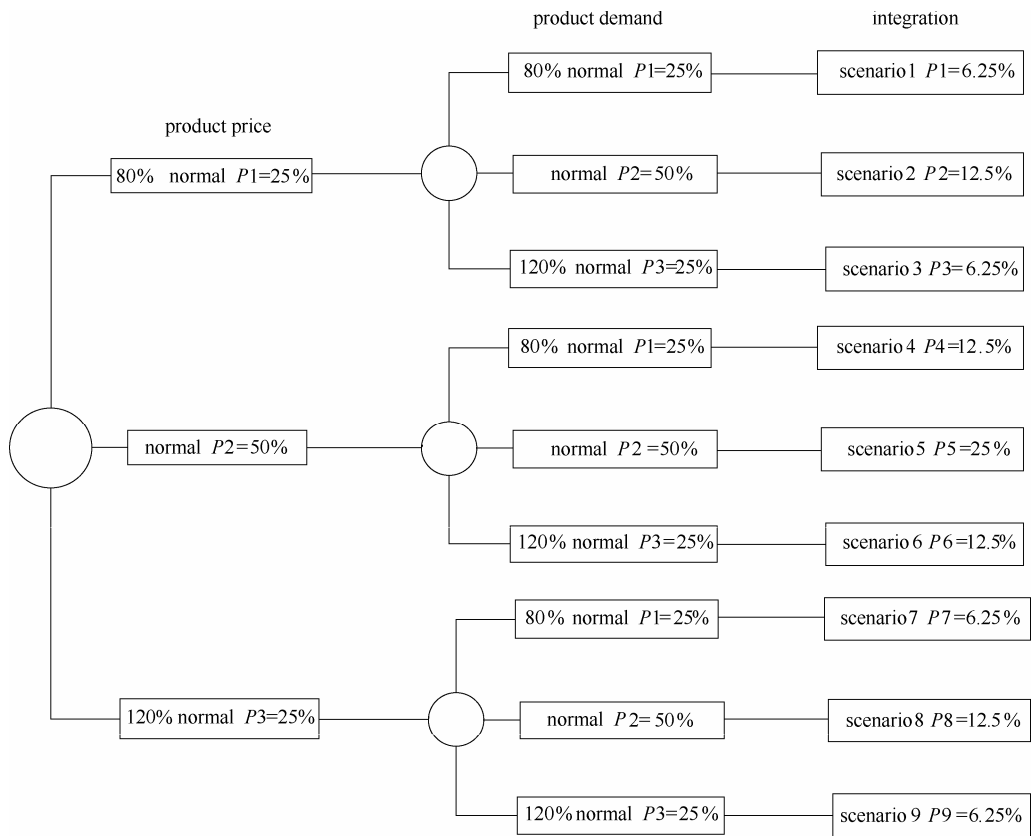 product demand
integration
product price
80% normal P1=25%
scenario 1 P1=6.25%
80% normal P1=25%
normal P2=50%
scenario 2 P2=12.5%
120% normal P3=25%
scenario 3 P3=6.25%
80% normal P1=25%
scenario 4 P4=12.5%
normal P2=50%
normal P2=50%
scenario 5 P5=25%
120% normal P3=25%
scenario 6 P6=12.5%
80% normal P1=25%
scenario 7 P7=6.25%
120% normal P3=25%
normal P2=50%
scenario 8 P8=12.5%
120% normal P3=25%
scenario 9 P9=6.25%